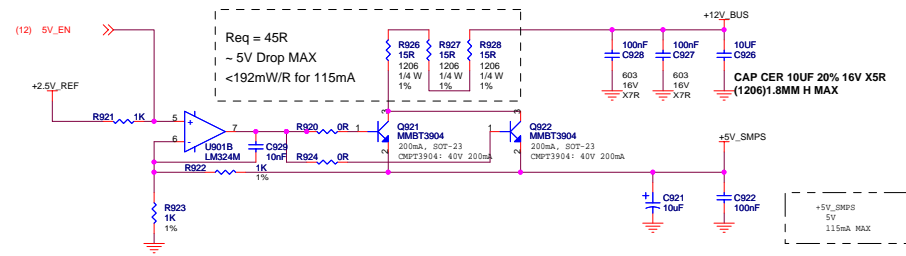 (12) 5V_EN
+2.5V_REF
R921 1K
5
+
6
-
7
U901B
LM324M
R922 1K
1%
R923
1K
1%
C929
10nF
R920 0R
R924 0R
Req = 45R
~ 5V Drop MAX
<192mW/R for 115mA
R926
15R
1206
1/4 W
1%
R927
15R
1206
1/4 W
1%
R928
15R
1206
1/4 W
1%
1
2
3
Q921
MMBT3904
200mA, SOT-23
CMPT3904: 40V 200mA
1
2
3
Q922
MMBT3904
200mA, SOT-23
CMPT3904: 40V 200mA
+12V_BUS
100nF
C928
603
16V
X7R
100nF
C927
603
16V
X7R
10UF
C926
CAP CER 10UF 20% 16V X5R
(1206)1.8MM H MAX
+5V_SMPS
+
C921
10uF
C922
100nF
+5V_SMPS
5V
115mA MAX